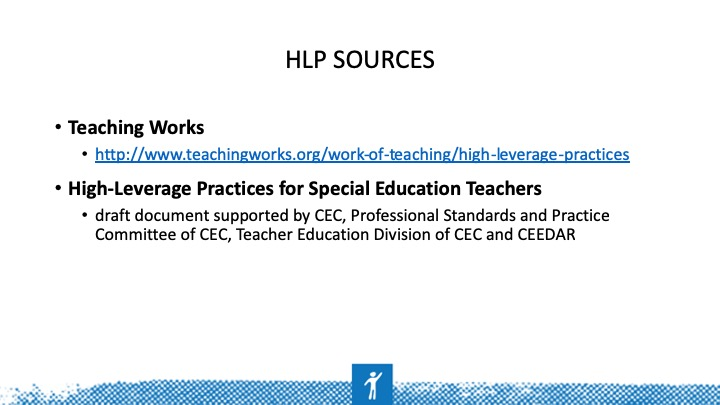 HLP SOURCES
• Teaching Works
• http://www.teachingworks.org/work-of-teaching/high-leverage-practices
• High-Leverage Practices for Special Education Teachers
• draft document supported by CEC, Professional Standards and Practice
Committee of CEC, Teacher Education Division of CEC and CEEDAR